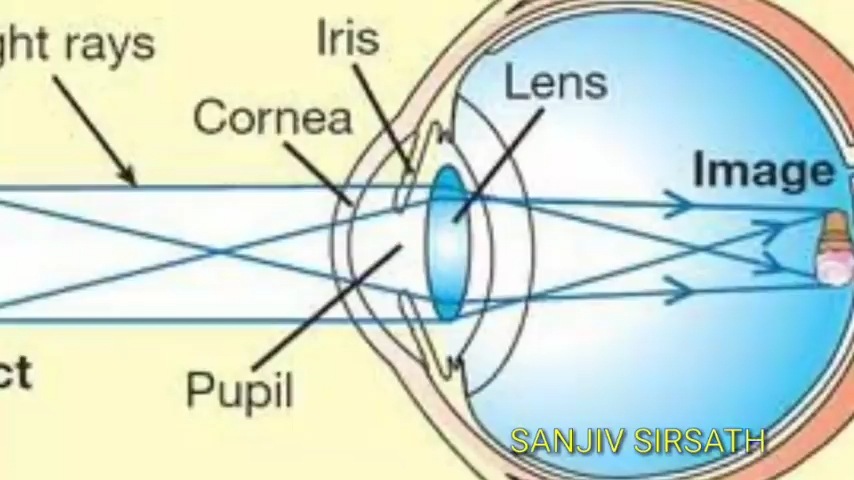 ght rays
Iris
Lens
Cornea
Image
ct
Pupil
SANJIV SIRSATH